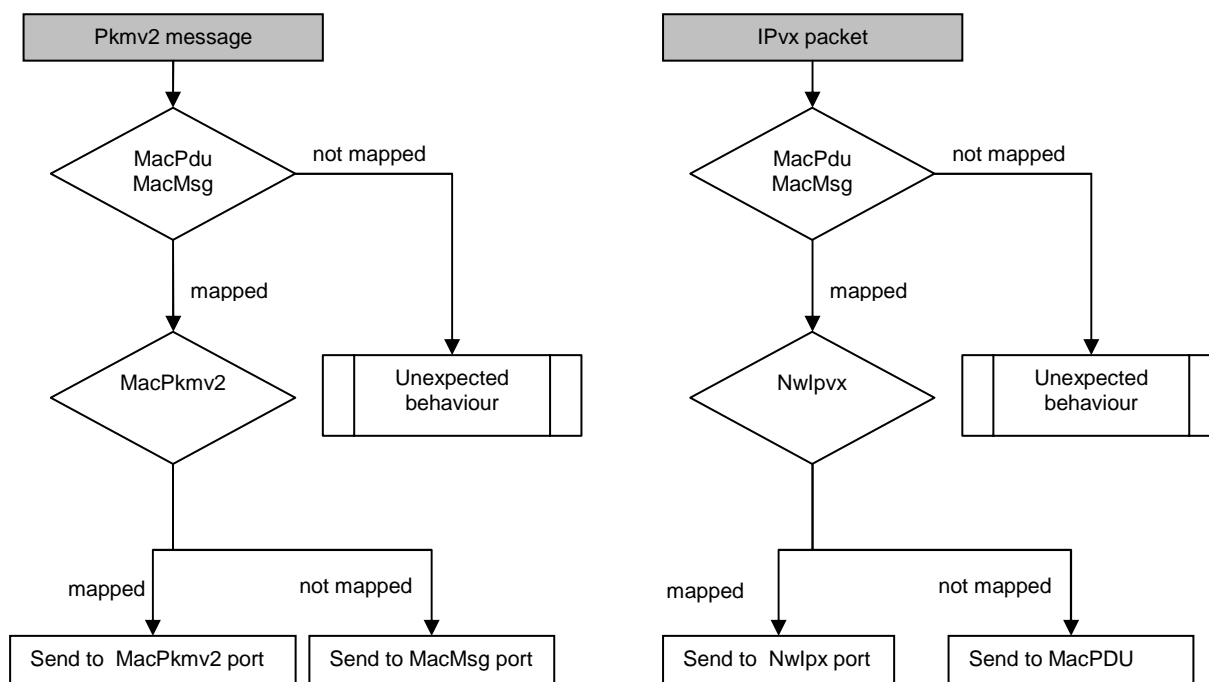 Pkmv2 message
MacPdu
MacMsg
not mapped
mapped
MacPkmv2
Unexpected
behaviour
mapped
not mapped
Send to MacPkmv2 port
Send to MacMsg port
IPvx packet
MacPdu
MacMsg
not mapped
mapped
NwIpvx
Unexpected
behaviour
mapped
not mapped
Send to NwIpx port
Send to MacPDU